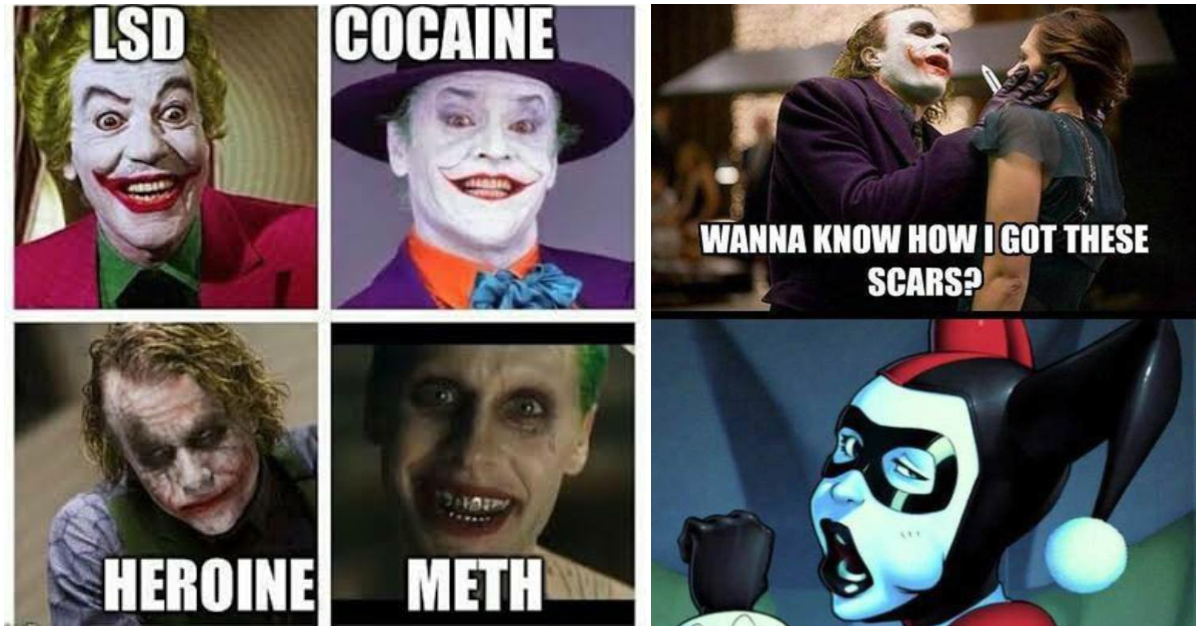 LSD
COCAINE
HEROINE
METH
WANNA KNOW HOW I GOT THESE
SCARS?